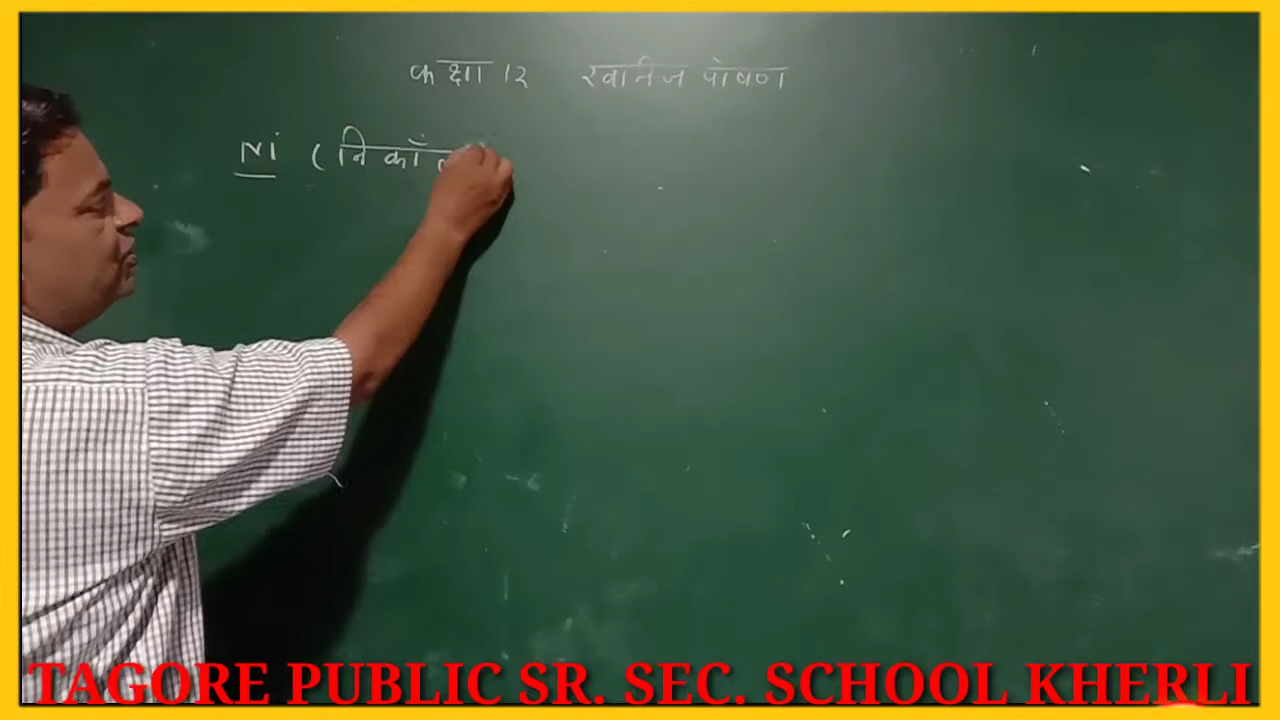 कक्षा 12 खनिज पोषण
Ni ( निकॉल
TAGORE PUBLIC SR. SEC. SCHOOL KHERLI